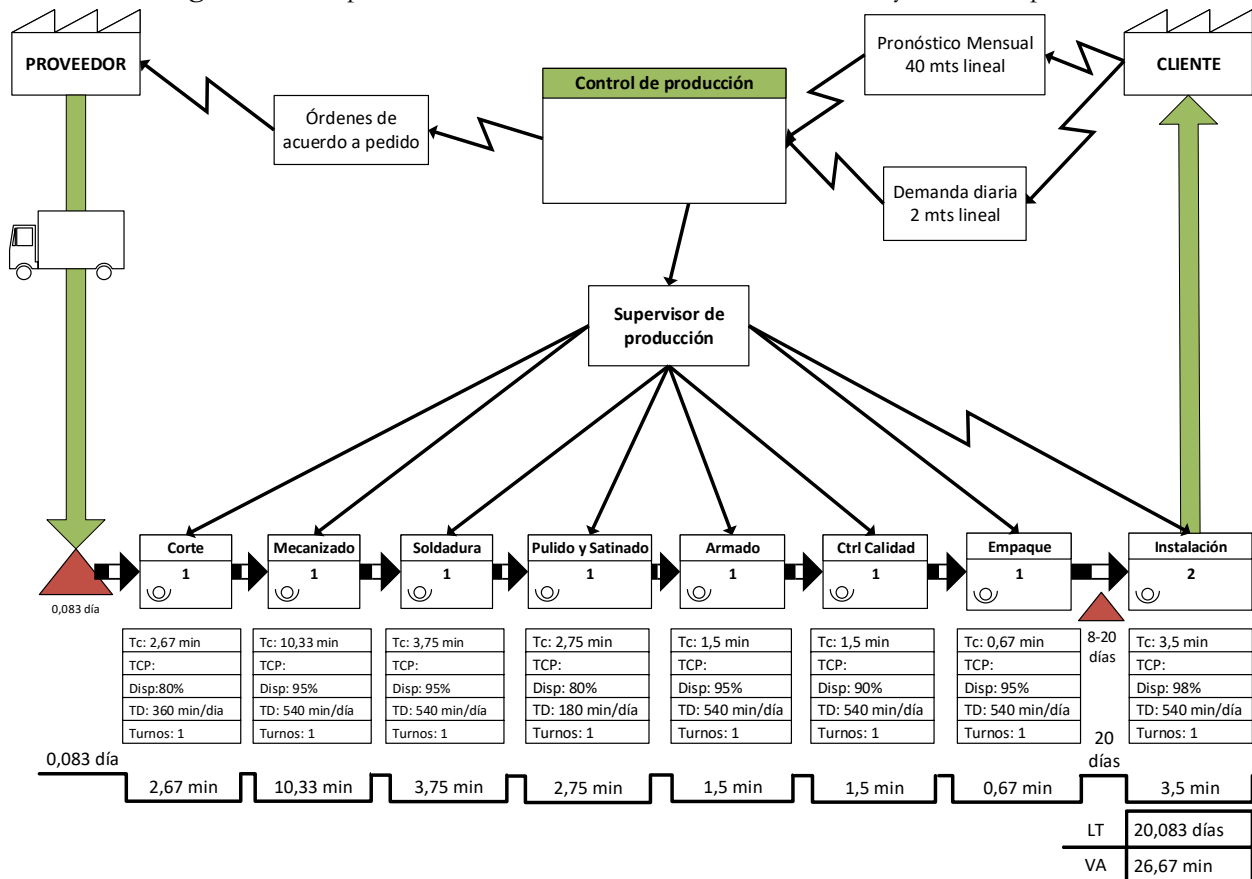 PROVEEDOR
Órdenes de
acuerdo a pedido
Control de producción
Pronóstico Mensual
40 mts lineal
CLIENTE
Demanda diaria
2 mts lineal
Supervisor de
producción
0,083 día
Corte
1
Mecanizado
1
Soldadura
1
Pulido y Satinado
1
Armado
1
Ctrl Calidad
1
Empaque
1
Instalación
2
Tc: 2,67 min
TCP:
Disp:80%
TD: 360 min/dia
Turnos: 1
Tc: 10,33 min
TCP:
Disp: 95%
TD: 540 min/día
Turnos: 1
Tc: 3,75 min
TCP:
Disp: 95%
TD: 540 min/día
Turnos: 1
Tc: 2,75 min
TCP:
Disp: 80%
TD: 180 min/día
Turnos: 1
Tc: 1,5 min
TCP:
Disp: 95%
TD: 540 min/día
Turnos: 1
Tc: 1,5 min
TCP:
Disp: 90%
TD: 540 min/día
Turnos: 1
Tc: 0,67 min
TCP:
Disp: 95%
TD: 540 min/día
Turnos: 1
8-20
días
Tc: 3,5 min
TCP:
Disp: 98%
TD: 540 min/día
Turnos: 1
0,083 día
2,67 min
10,33 min
3,75 min
2,75 min
1,5 min
1,5 min
0,67 min
20
días
3,5 min
LT
20,083 días
VA
26,67 min